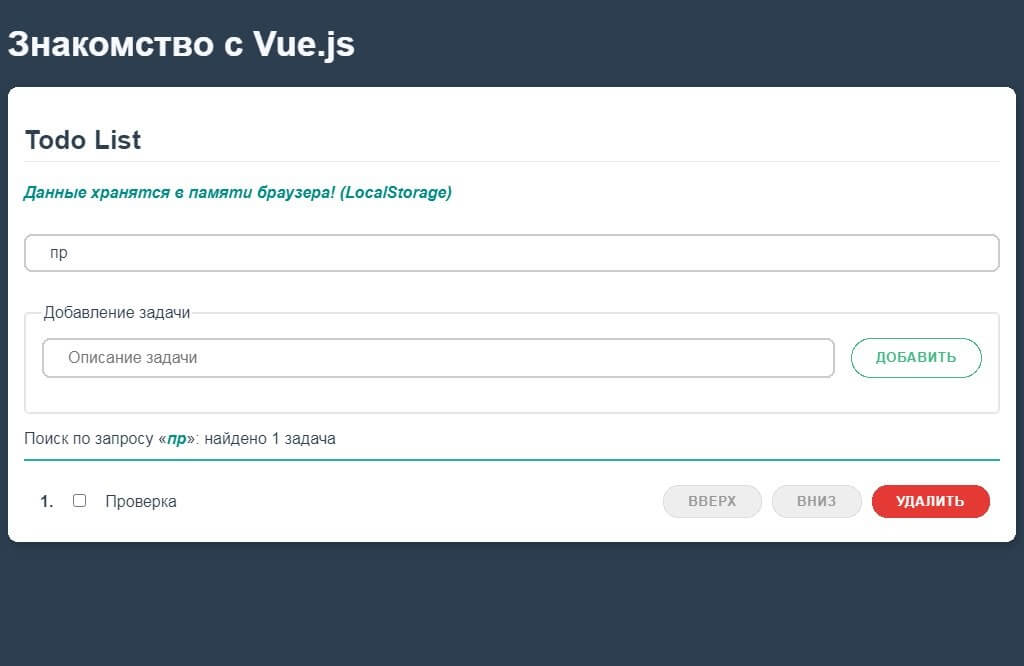 Знакомство с Vue.js
Todo List
Данные хранятся в памяти браузера! (LocalStorage)
пр
Добавление задачи
Описание задачи ДОБАВИТЬ
Поиск по запросу «пр»: найдено 1 задача
1. Проверка ВВЕРХ ВНИЗ УДАЛИТЬ